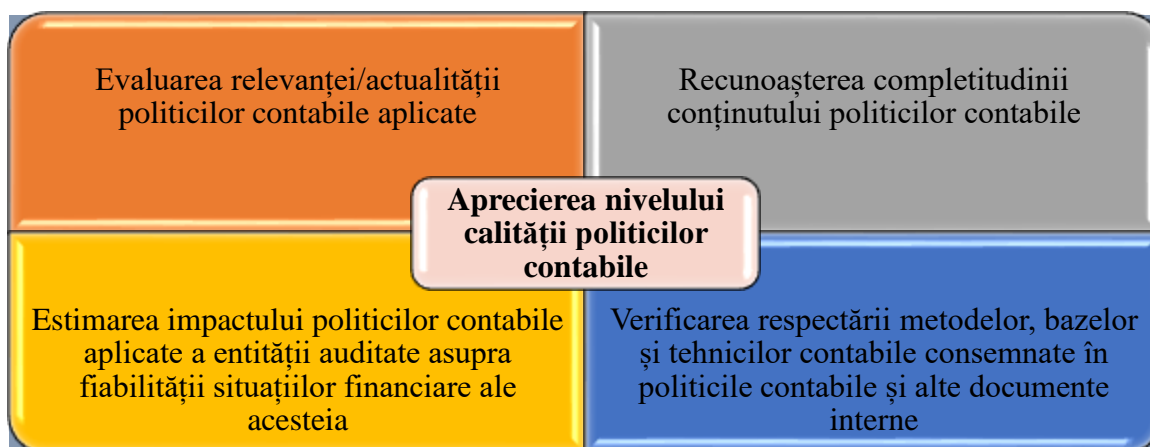 Evaluarea relevanței/actualității
politicilor contabile aplicate
Recunoașterea completitudinii
conținutului politicilor contabile
Aprecierea nivelului
calității politicilor
contabile
Estimarea impactului politicilor contabile
aplicate a entității auditate asupra
fiabilității situațiilor financiare ale
acesteia
Verificarea respectării metodelor, bazelor
și tehnicilor contabile consemnate în
politicile contabile și alte documente
interne